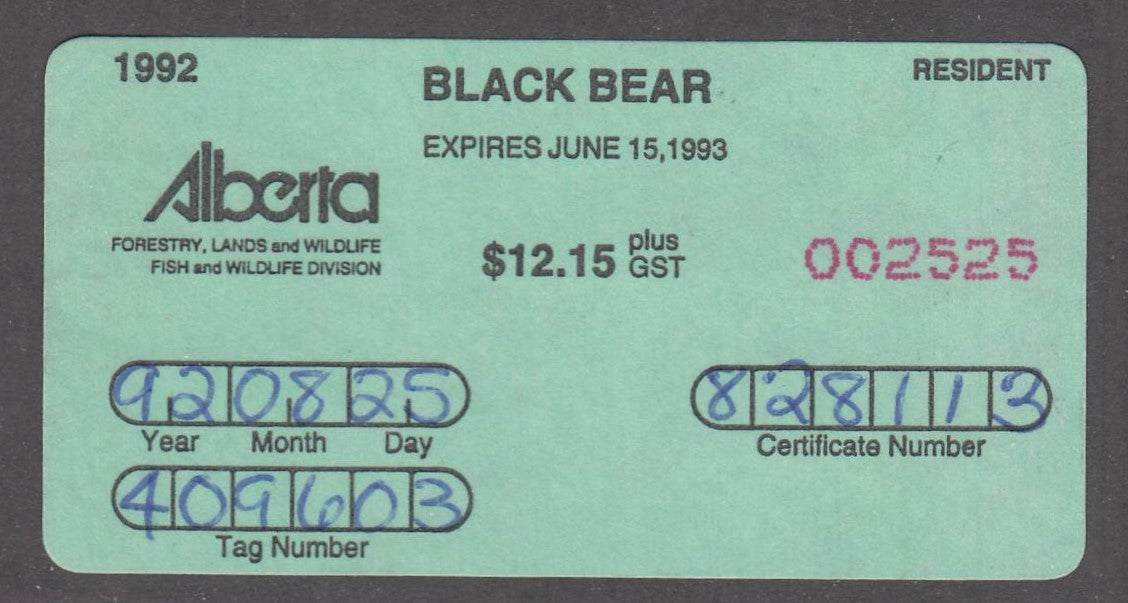 1992
BLACK BEAR
RESIDENT
EXPIRES JUNE 15,1993
Alberta
FORESTRY, LANDS and WILDLIFE
FISH and WILDLIFE DIVISION
$12.15 plus GST
002525
920825
Year Month Day
828113
Certificate Number
409603
Tag Number